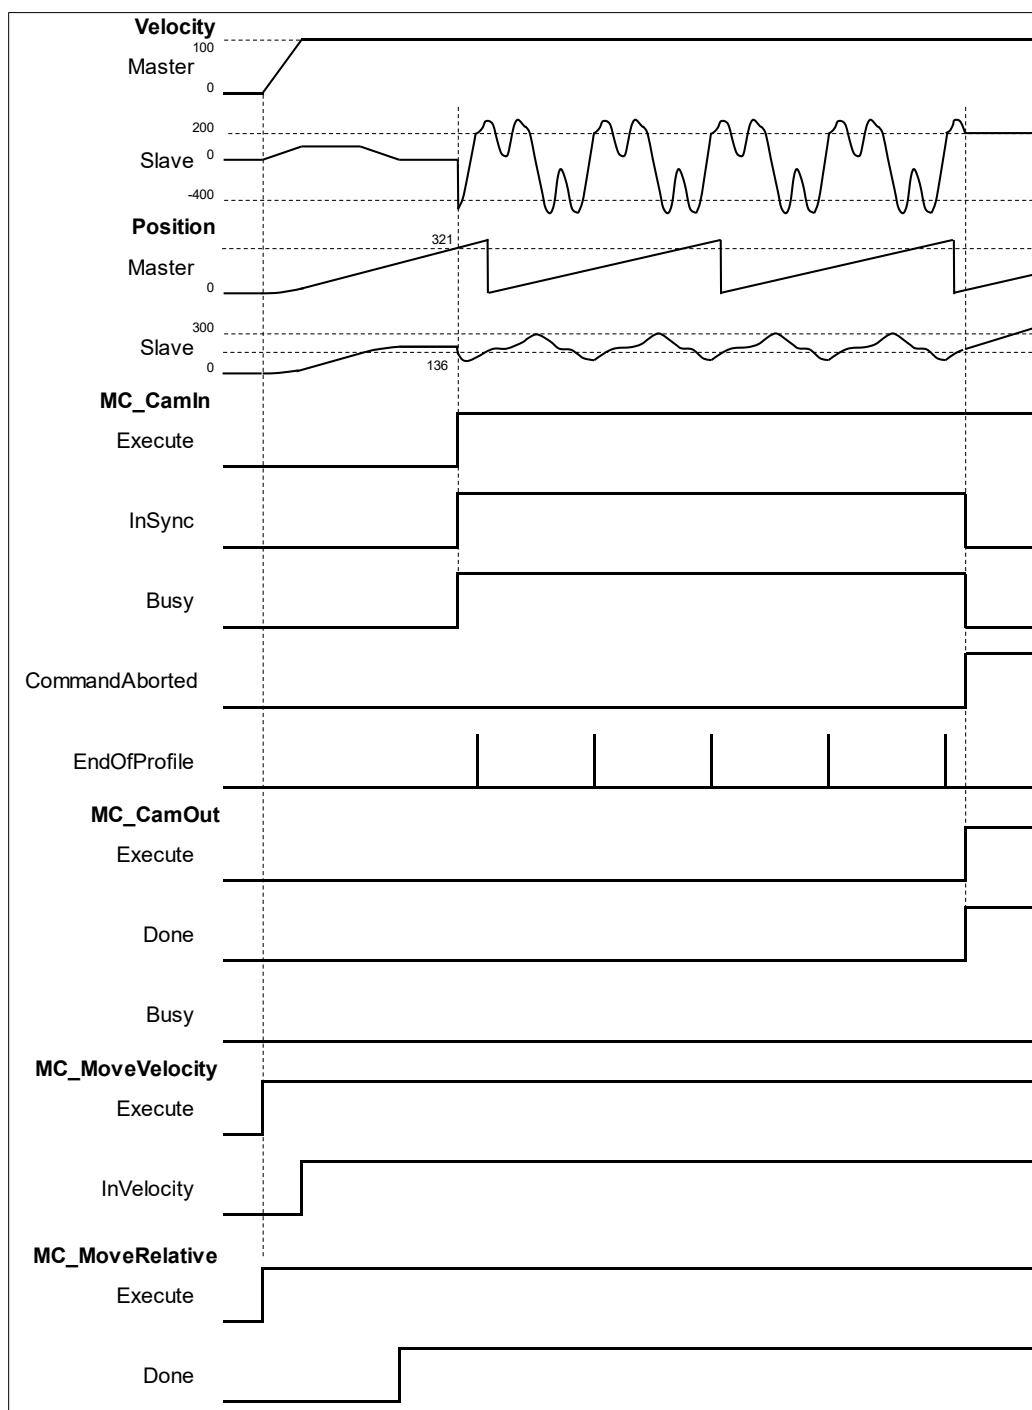 Velocity
100
Master
0
200
Slave 0
-400
Position
321
Master
0
300
Slave
136
0
MC_CamIn
Execute
InSync
Busy
CommandAborted
EndOfProfile
MC_CamOut
Execute
Done
Busy
MC_MoveVelocity
Execute
InVelocity
MC_MoveRelative
Execute
Done